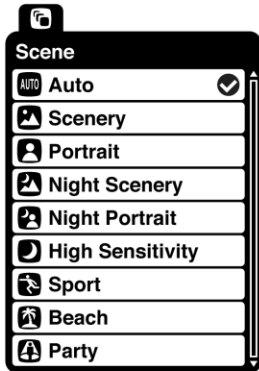 Scene
AUTO Auto
Scenery
Portrait
Night Scenery
Night Portrait
High Sensitivity
Sport
Beach
Party